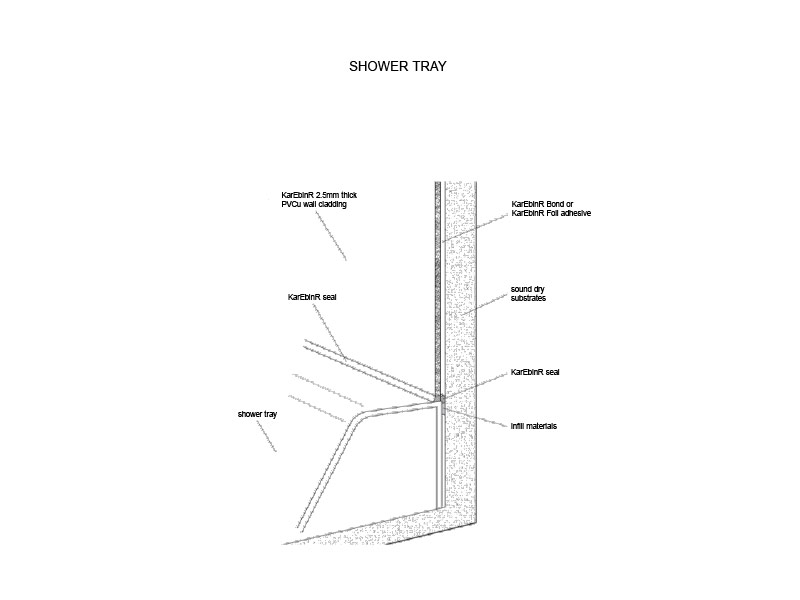 SHOWER TRAY
KarEbinR 2.5mm thick
PVCu wall cladding
KarEbinR Bond or
KarEbinR Foil adhesive
KarEbinR seal
sound dry
substrates
KarEbinR seal
shower tray
infill materials